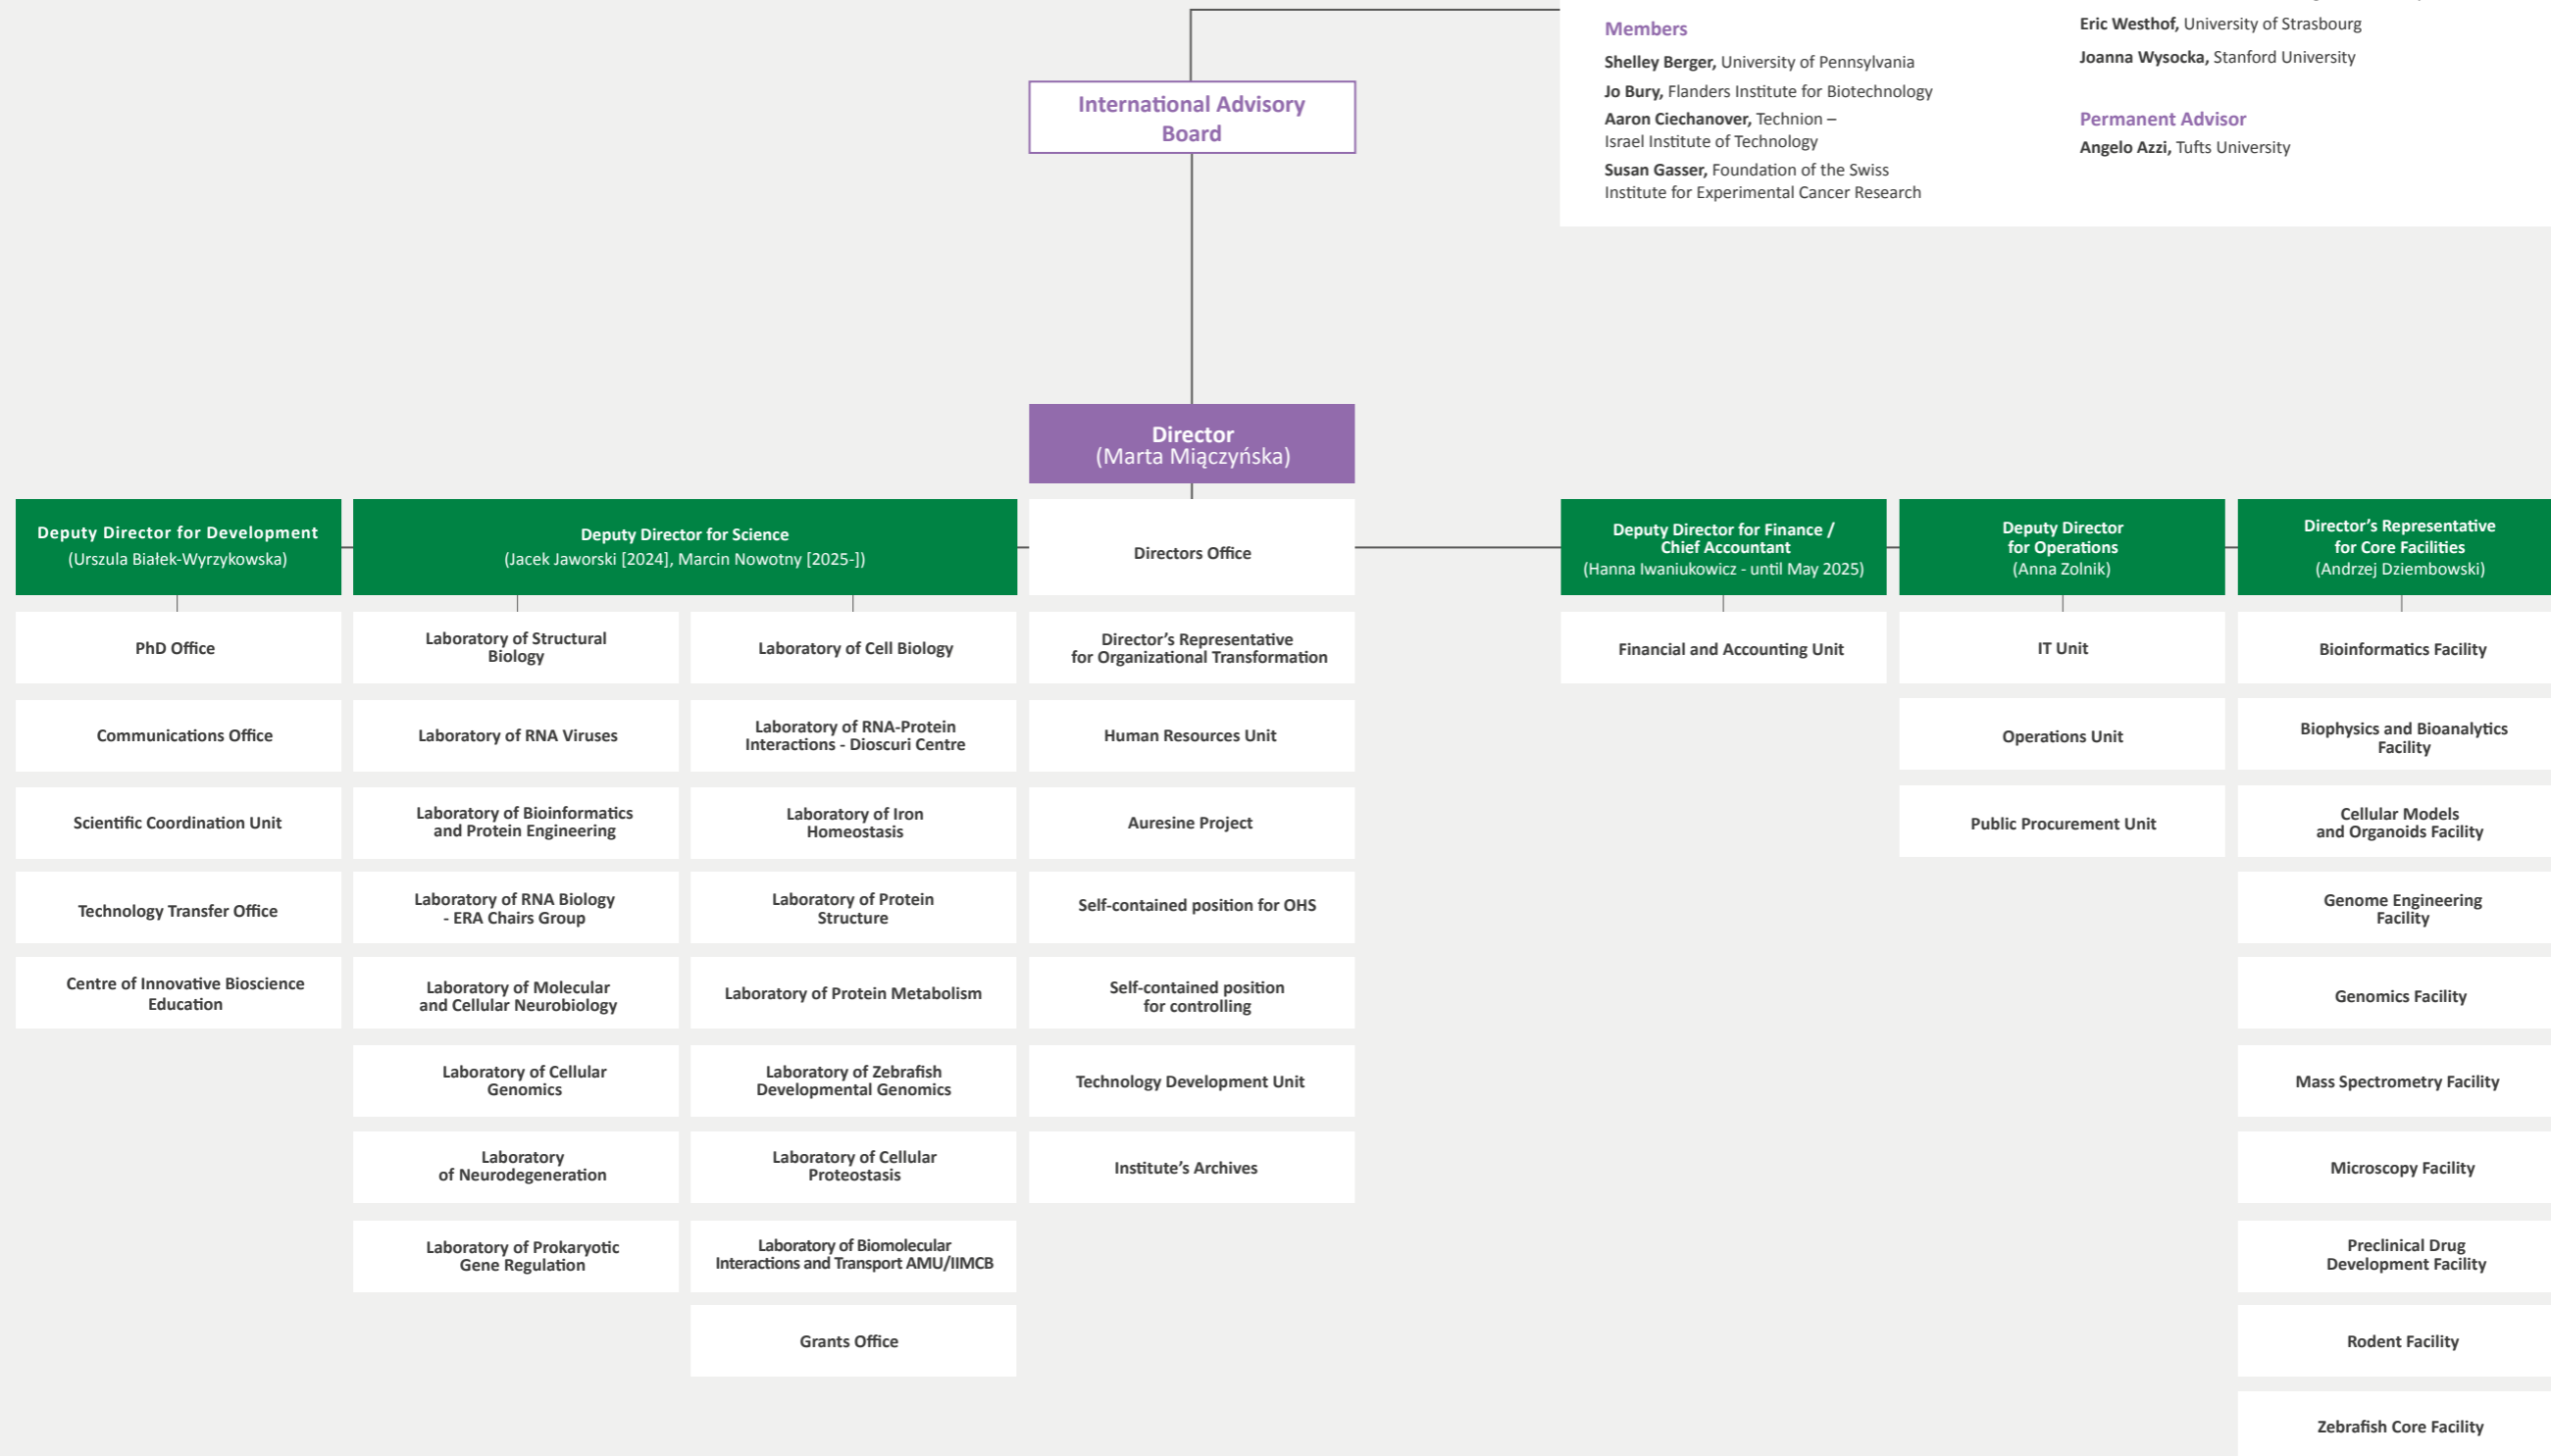 Members
Shelley Berger, University of Pennsylvania
Jo Bury, Flanders Institute for Biotechnology
Aaron Ciechanover, Technion –
Israel Institute of Technology
Susan Gasser, Foundation of the Swiss
Institute for Experimental Cancer Research
Eric Westhof, University of Strasbourg
Joanna Wysocka, Stanford University
Permanent Advisor
Angelo Azzi, Tufts University
International Advisory
Board
Director
(Marta Miączyńska)
Deputy Director for Development
(Urszula Białek-Wyrzykowska)
PhD Office
Communications Office
Scientific Coordination Unit
Technology Transfer Office
Centre of Innovative Bioscience
Education
Deputy Director for Science
(Jacek Jaworski [2024], Marcin Nowotny [2025-])
Laboratory of Structural
Biology
Laboratory of RNA Viruses
Laboratory of Bioinformatics
and Protein Engineering
Laboratory of RNA Biology
- ERA Chairs Group
Laboratory of Molecular
and Cellular Neurobiology
Laboratory of Cellular
Genomics
Laboratory
of Neurodegeneration
Laboratory of Prokaryotic
Gene Regulation
Laboratory of Cell Biology
Laboratory of RNA-Protein
Interactions - Dioscuri Centre
Laboratory of Iron
Homeostasis
Laboratory of Protein
Structure
Laboratory of Protein Metabolism
Laboratory of Zebrafish
Developmental Genomics
Laboratory of Cellular
Proteostasis
Laboratory of Biomolecular
Interactions and Transport AMU/IIMCB
Grants Office
Directors Office
Director’s Representative
for Organizational Transformation
Human Resources Unit
Auresine Project
Self-contained position for OHS
Self-contained position
for controlling
Technology Development Unit
Institute’s Archives
Deputy Director for Finance /
Chief Accountant
(Hanna Iwaniukowicz - until May 2025)
Financial and Accounting Unit
Deputy Director
for Operations
(Anna Zolnik)
IT Unit
Operations Unit
Public Procurement Unit
Director’s Representative
for Core Facilities
(Andrzej Dziembowski)
Bioinformatics Facility
Biophysics and Bioanalytics
Facility
Cellular Models
and Organoids Facility
Genome Engineering
Facility
Genomics Facility
Mass Spectrometry Facility
Microscopy Facility
Preclinical Drug
Development Facility
Rodent Facility
Zebrafish Core Facility